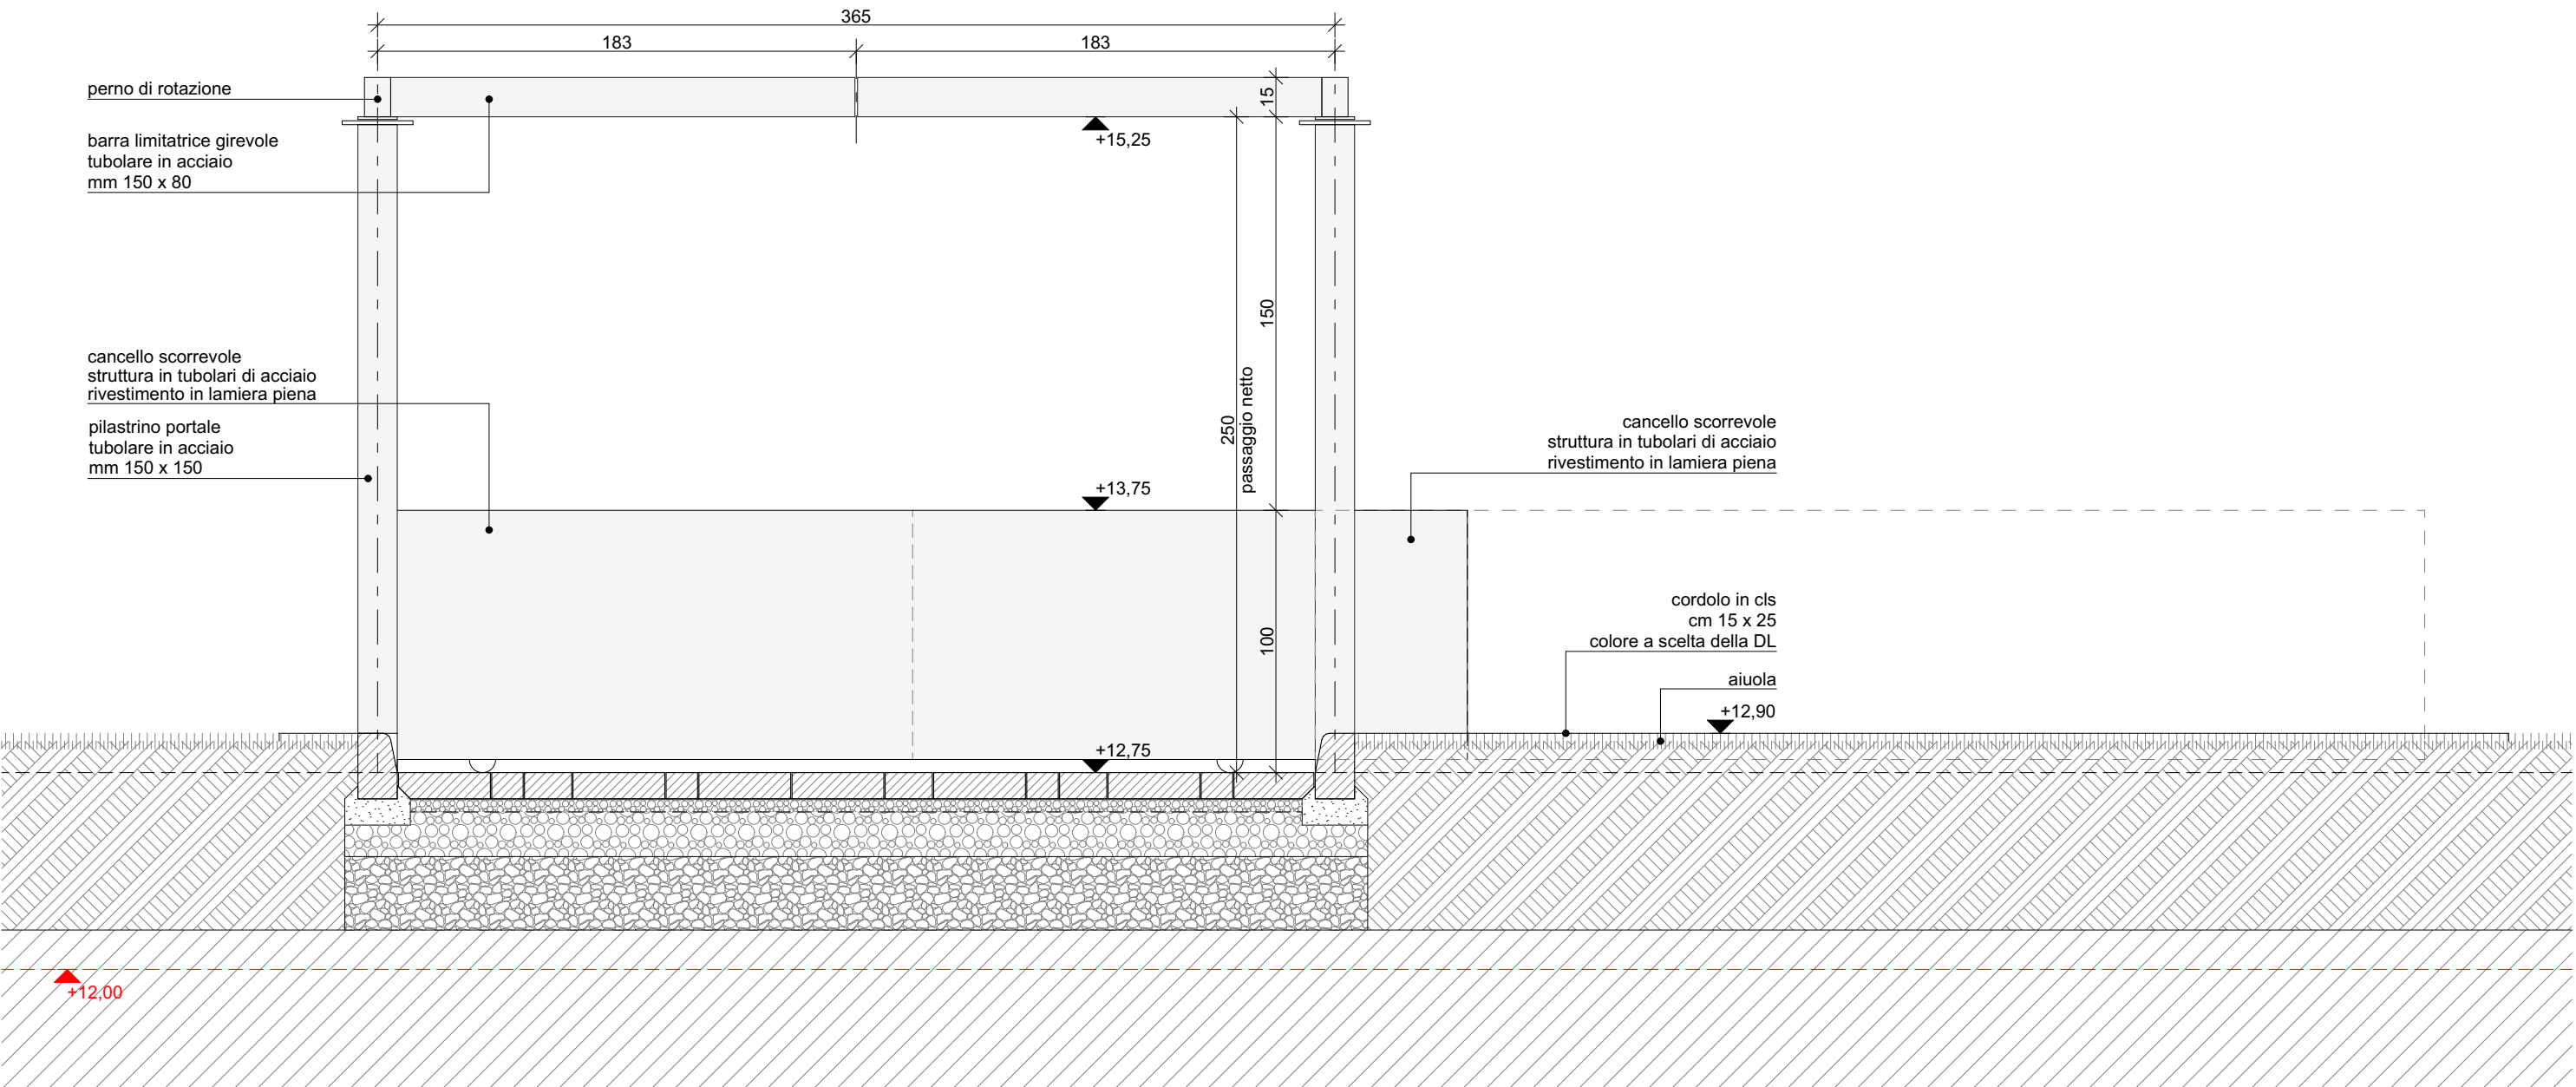 365
183
183
perno di rotazione
15
barra limitatrice girevole
tubolare in acciaio
mm 150 x 80
+15,25
150
cancello scorrevole
struttura in tubolari di acciaio
rivestimento in lamiera piena
250
passaggio netto
pilastrino portale
tubolare in acciaio
mm 150 x 150
cancello scorrevole
struttura in tubolari di acciaio
rivestimento in lamiera piena
+13,75
100
cordolo in cls
cm 15 x 25
colore a scelta della DL
aiuola
+12,90
+12,75
+12,00